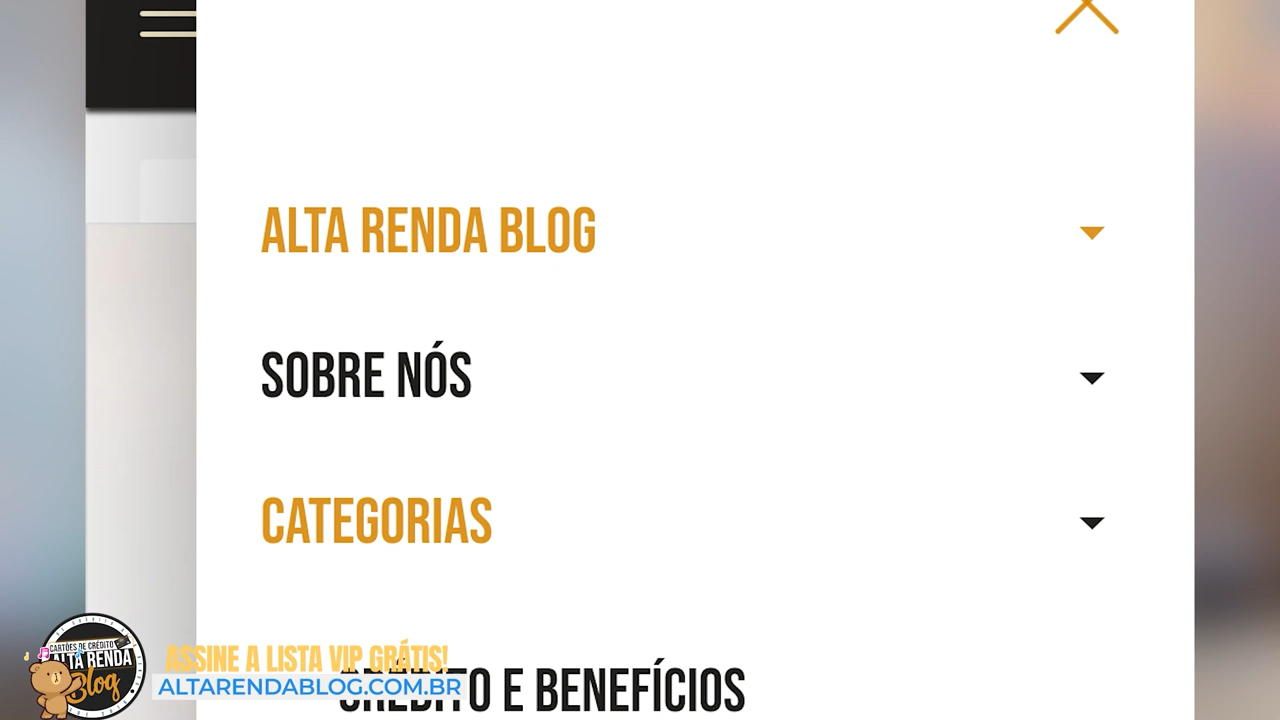 ALTA RENDA BLOG
SOBRE NÓS
CATEGORIAS
CRÉDITO E BENEFÍCIOS
CARTÕES DE CRÉDITO
ALTA RENDA
Blog
ASSINE A LISTA VIP GRÁTIS!
ALTARENDABLOG.COM.BR